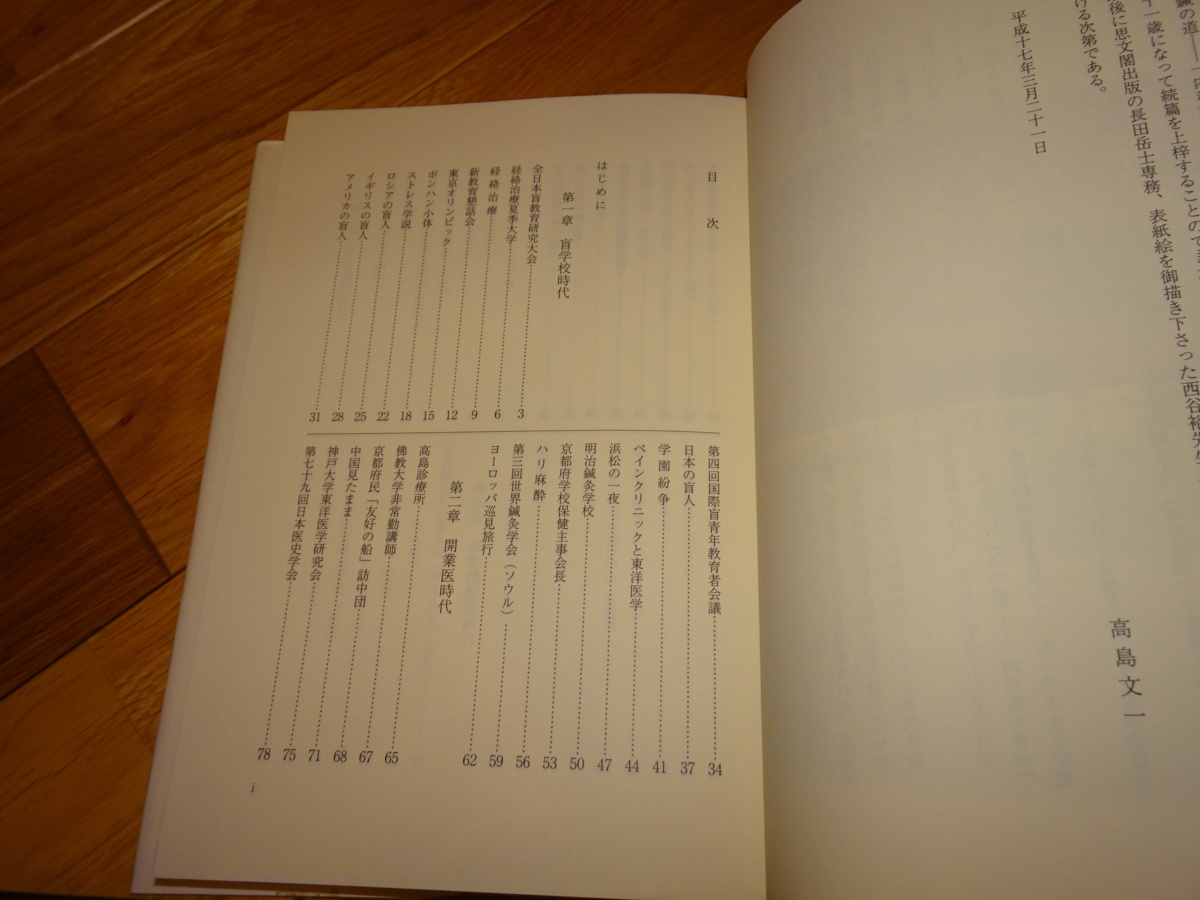 鍼の道――
十一歳になって続篇を上梓することので
後に思文閣出版の長田岳士専務、表紙絵を御描き下さった西谷裕先
ける次第である。
平成十七年三月二十一日
高島文一
目次
はじめに
第一章 盲学校時代
全日本盲教育研究大会……3
経絡治療夏季大学……6
経絡治療……9
新教育懇話会……12
東京オリンピック……15
ボンハン小体……18
ストレス学説……22
ロシアの盲人……25
イギリスの盲人……28
アメリカの盲人……31
第四回国際盲青年教育者会議……34
日本の盲人……37
学園紛争……41
ペインクリニックと東洋医学……44
浜松の一夜……47
明治鍼灸学校……50
京都府学校保健主事会長……53
ハリ麻酔……56
第三回世界鍼灸学会（ソウル）……59
ヨーロッパ巡見旅行……62
第二章 開業医時代
高島診療所……65
佛教大学非常勤講師……67
京都府民「友好の船」訪中団……68
中国見たまま……71
神戸大学東洋医学研究会……75
第七十九回日本医史学会……78
i